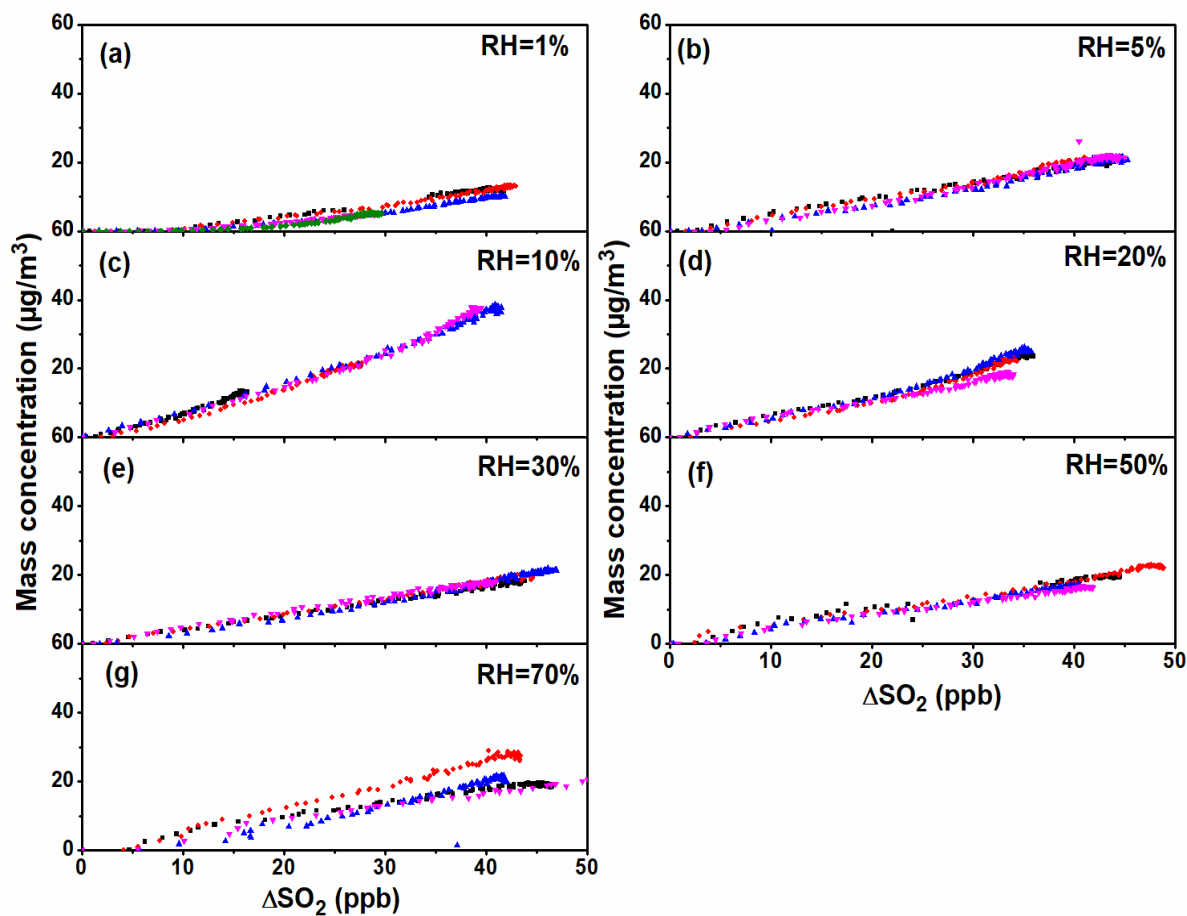 60
(a)
RH=1%
40
20
60
(b)
RH=5%
40
20
60
(c)
RH=10%
40
20
60
(d)
RH=20%
40
20
60
(e)
RH=30%
40
20
60
(f)
RH=50%
40
20
0
(g)
RH=70%
40
20
0
0 10 20 30 40 50
ΔSO2 (ppb)
0 10 20 30 40 50
ΔSO2 (ppb)
Mass concentration (µg/m3)
Mass concentration (µg/m3)